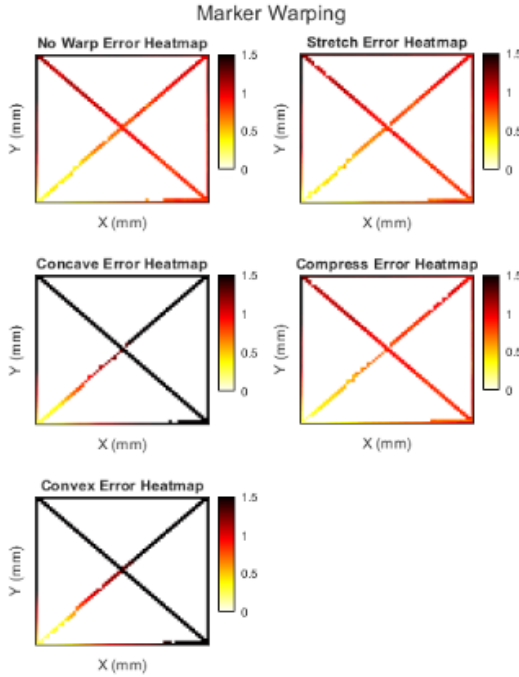 Marker Warping
No Warp Error Heatmap
Y (mm)
X (mm)
1.5
1
0.5
0
Stretch Error Heatmap
Y (mm)
X (mm)
1.5
1
0.5
0
Concave Error Heatmap
Y (mm)
X (mm)
1.5
1
0.5
0
Compress Error Heatmap
Y (mm)
X (mm)
1.5
1
0.5
0
Convex Error Heatmap
Y (mm)
X (mm)
1.5
1
0.5
0